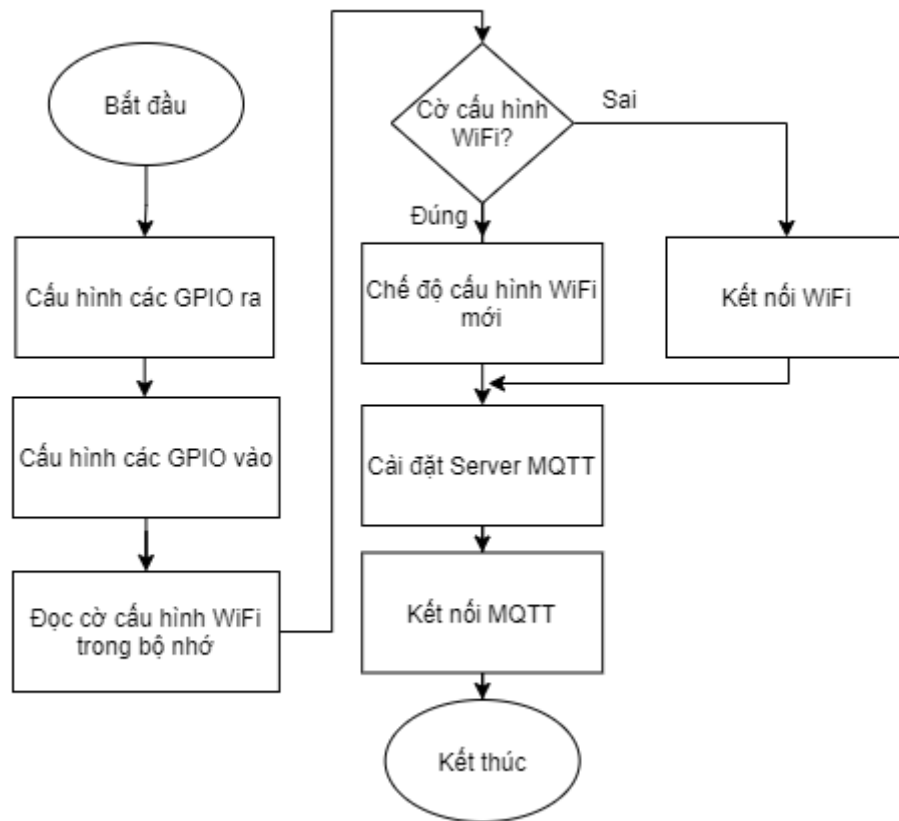 Bắt đầu
Cấu hình các GPIO ra
Cấu hình các GPIO vào
Đọc cờ cấu hình WiFi
trong bộ nhớ
Cờ cấu hình
WiFi?
Sai
Đúng
Chế độ cấu hình WiFi
mới
Kết nối WiFi
Cài đặt Server MQTT
Kết nối MQTT
Kết thúc